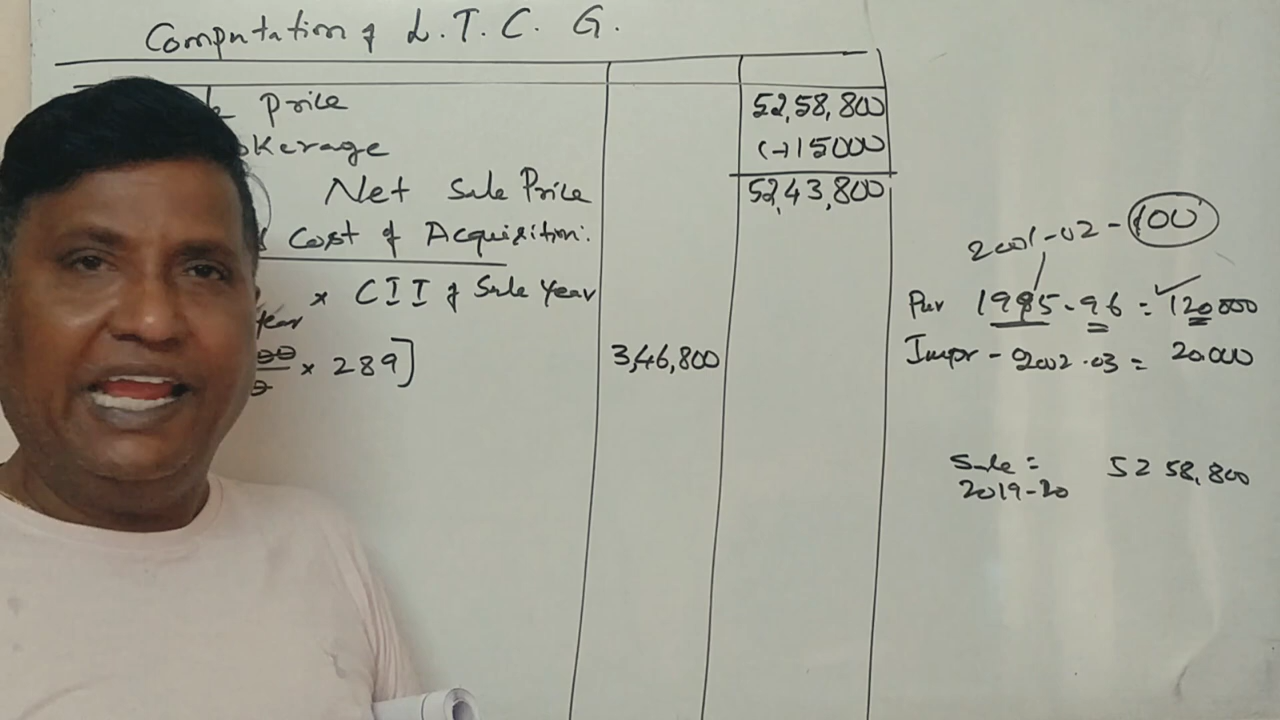 Computation of L. T. C. G.
Price 52,58,800
kerage (-) 15000
Net Sale Price 52,43,800
Cost of Acquisition:
x CII of Sale Year
Year
x 289] 3,46,800
2001-02 - 100
Pur 1995-96 = 120000
Impr - 2002-03 = 20000
Sale = 52 58,800
2019-20